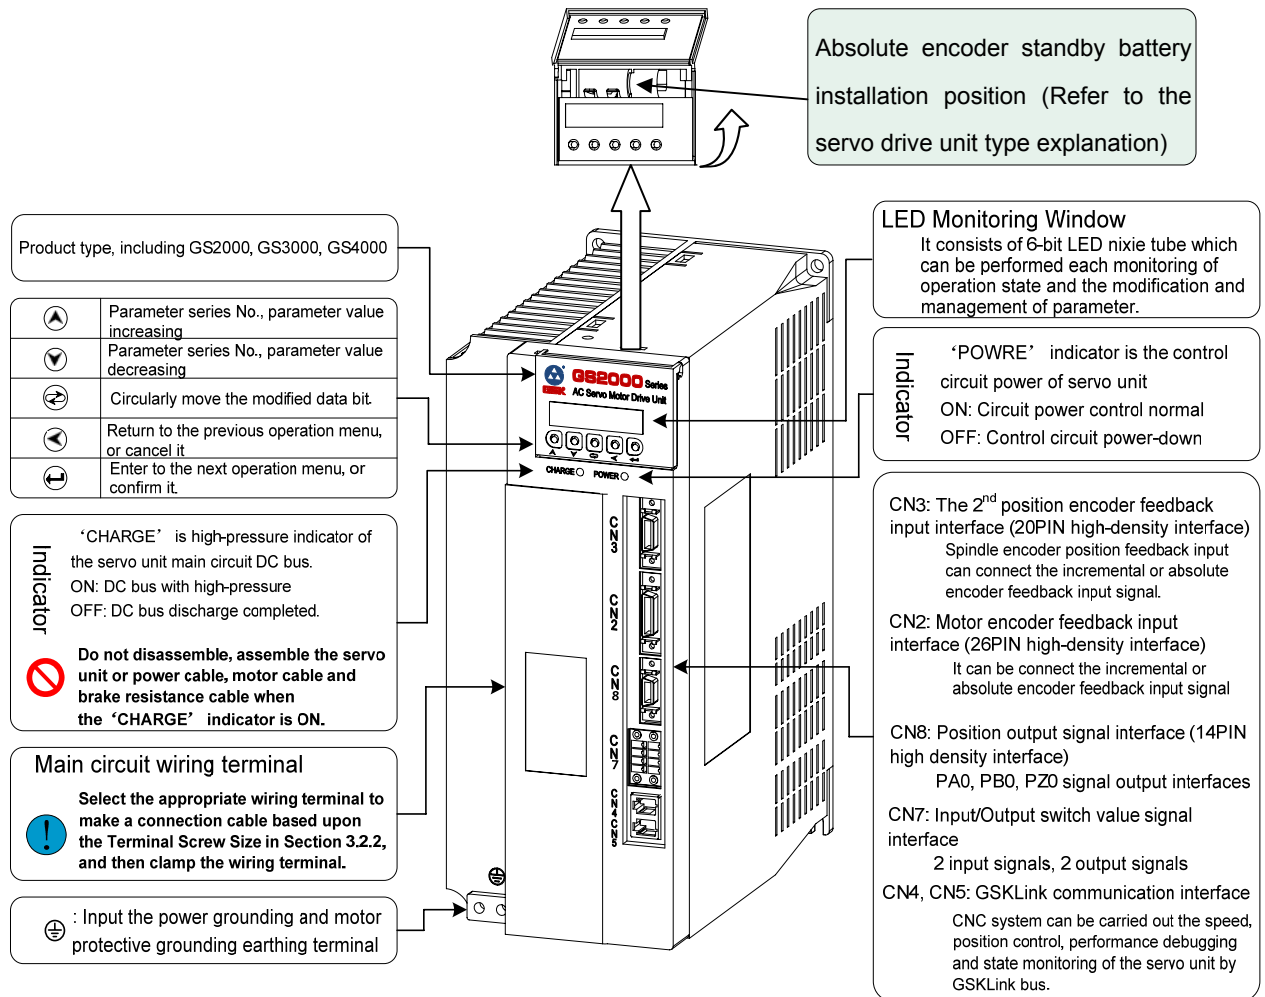 Absolute encoder standby battery
installation position (Refer to the
servo drive unit type explanation)
Product type, including GS2000, GS3000, GS4000
Parameter series No., parameter value
increasing
Parameter series No., parameter value
decreasing
Circularly move the modified data bit.
Return to the previous operation menu,
or cancel it
Enter to the next operation menu, or
confirm it.
Indicator
‘CHARGE’ is high-pressure indicator of
the servo unit main circuit DC bus.
ON: DC bus with high-pressure
OFF: DC bus discharge completed.
Do not disassemble, assemble the servo
unit or power cable, motor cable and
brake resistance cable when
the ‘CHARGE’ indicator is ON.
Main circuit wiring terminal
!
Select the appropriate wiring terminal to
make a connection cable based upon
the Terminal Screw Size in Section 3.2.2,
and then clamp the wiring terminal.
: Input the power grounding and motor
protective grounding earthing terminal
GS2000 Series
AC Servo Motor Drive Unit
CHARGE
POWER
CN3
CN2
CN8
CN7
CN4
CN5
LED Monitoring Window
It consists of 6-bit LED nixie tube which
can be performed each monitoring of
operation state and the modification and
management of parameter.
Indicator
‘POWRE’ indicator is the control
circuit power of servo unit
ON: Circuit power control normal
OFF: Control circuit power-down
CN3: The 2nd position encoder feedback
input interface (20PIN high-density interface)
Spindle encoder position feedback input
can connect the incremental or absolute
encoder feedback input signal.
CN2: Motor encoder feedback input
interface (26PIN high-density interface)
It can be connect the incremental or
absolute encoder feedback input signal
CN8: Position output signal interface (14PIN
high density interface)
PA0, PB0, PZ0 signal output interfaces
CN7: Input/Output switch value signal
interface
2 input signals, 2 output signals
CN4, CN5: GSKLink communication interface
CNC system can be carried out the speed,
position control, performance debugging
and state monitoring of the servo unit by
GSKLink bus.